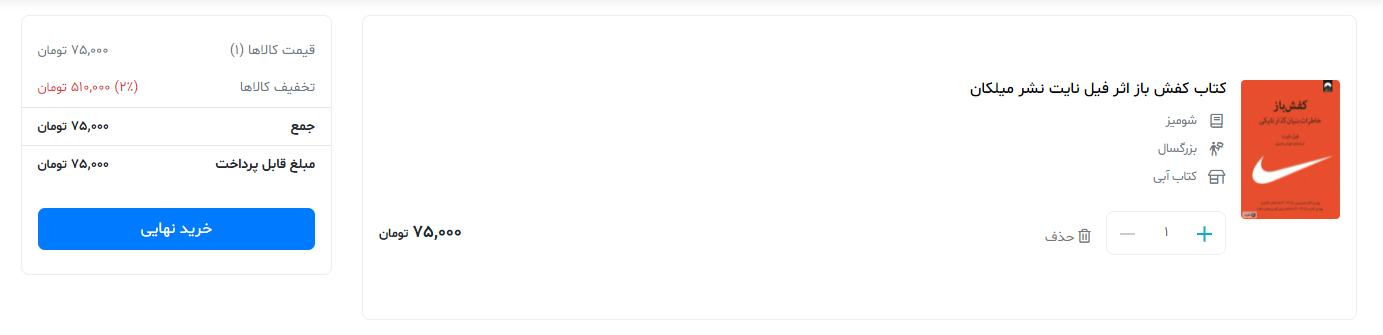 کتاب کفش باز اثر فیل نایت نشر میلکان
شومیز
بزرگسال
کتاب آبی
۱
حذف
۷۵,۰۰۰ تومان
کفش‌باز
خاطرات بنیان‌گذار نایکی
فیل نایت
قیمت کالاها (۱) ۷۵,۰۰۰ تومان
تخفیف کالاها (۲٪) ۵۱۰,۰۰۰ تومان
جمع ۷۵,۰۰۰ تومان
مبلغ قابل پرداخت ۷۵,۰۰۰ تومان
خرید نهایی